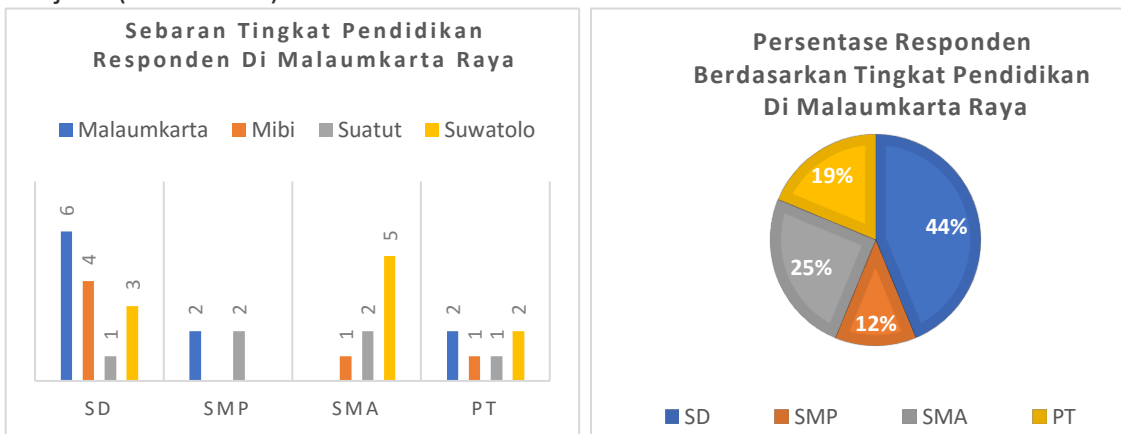 Sebaran Tingkat Pendidikan
Responden Di Malaumkarta Raya
Malaumkarta Mibi Suatut Suwatolo
6 4 1 3
2 2
1 2 5
2 1 1 2
SD SMP SMA PT
Persentase Responden
Berdasarkan Tingkat Pendidikan
Di Malaumkarta Raya
19%
44%
25%
12%
SD SMP SMA PT